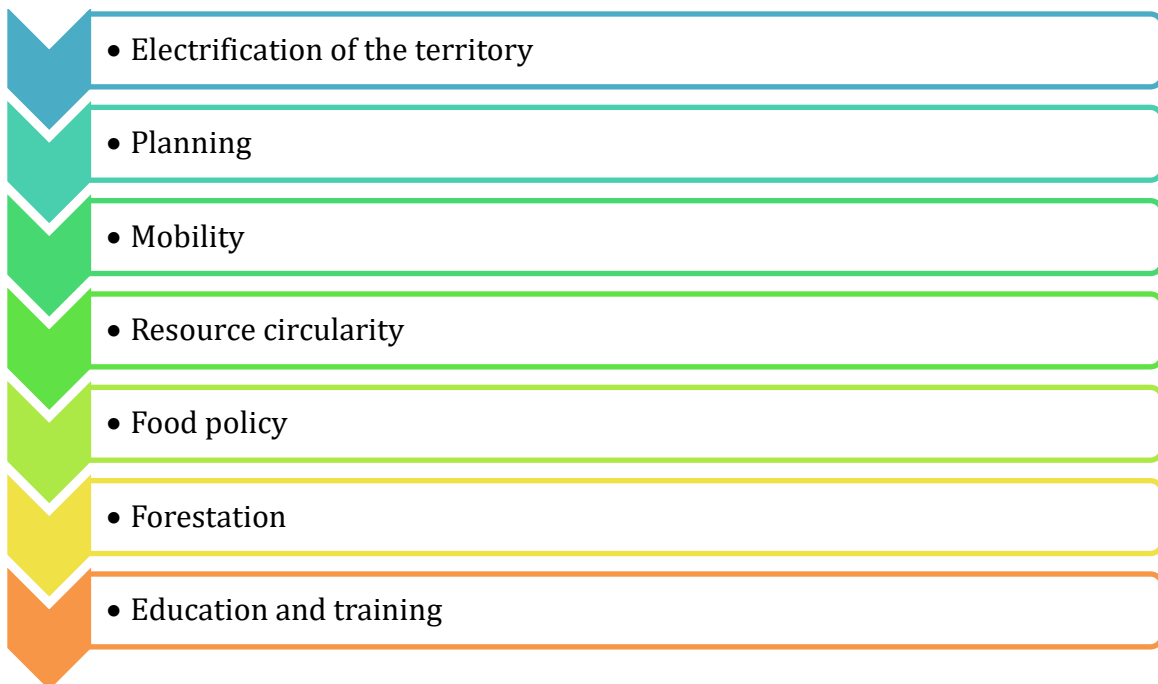 • Electrification of the territory
• Planning
• Mobility
• Resource circularity
• Food policy
• Forestation
• Education and training